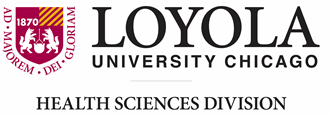 1870
AD • MAJOREM • DEI • GLORIAM
LOYOLA
UNIVERSITY CHICAGO
HEALTH SCIENCES DIVISION